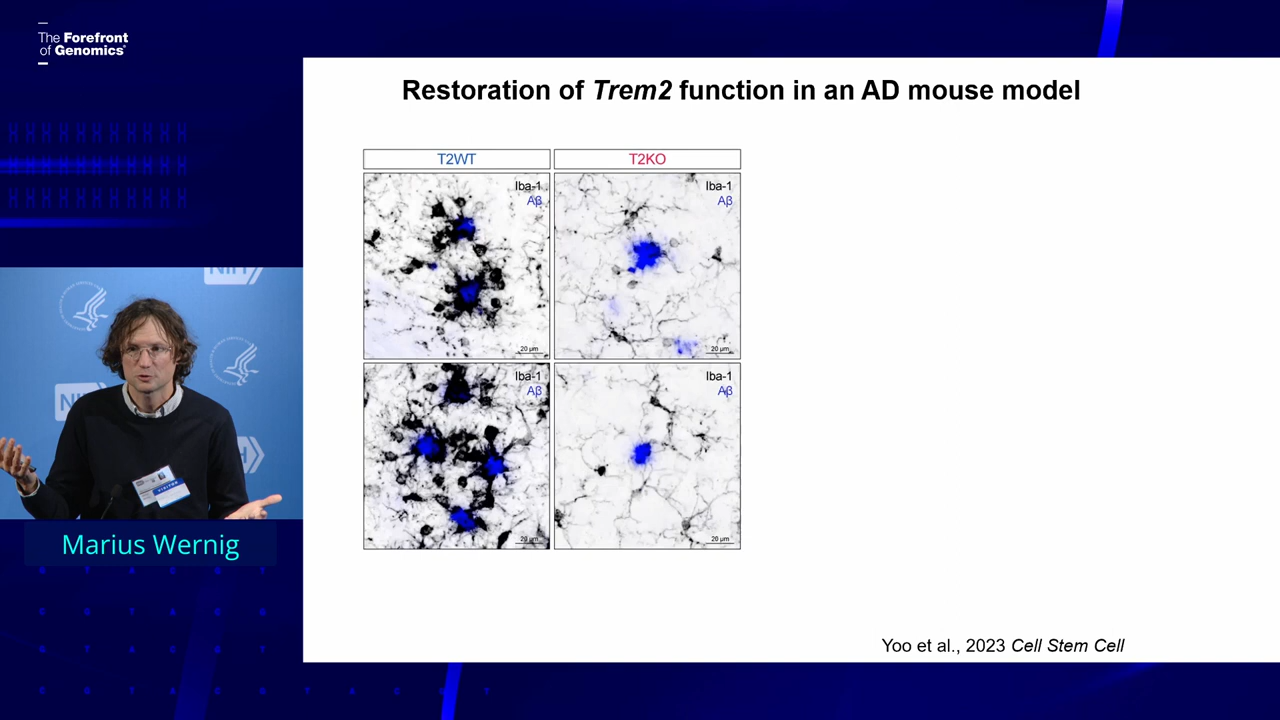 The Forefront
of Genomics®
Restoration of Trem2 function in an AD mouse model
T2WT
T2KO
Iba-1
Aβ
20 µm
Iba-1
Aβ
20 µm
Iba-1
Aβ
20 µm
Iba-1
Aβ
20 µm
NIH
VISITOR
Marius Wernig
Yoo et al., 2023 Cell Stem Cell